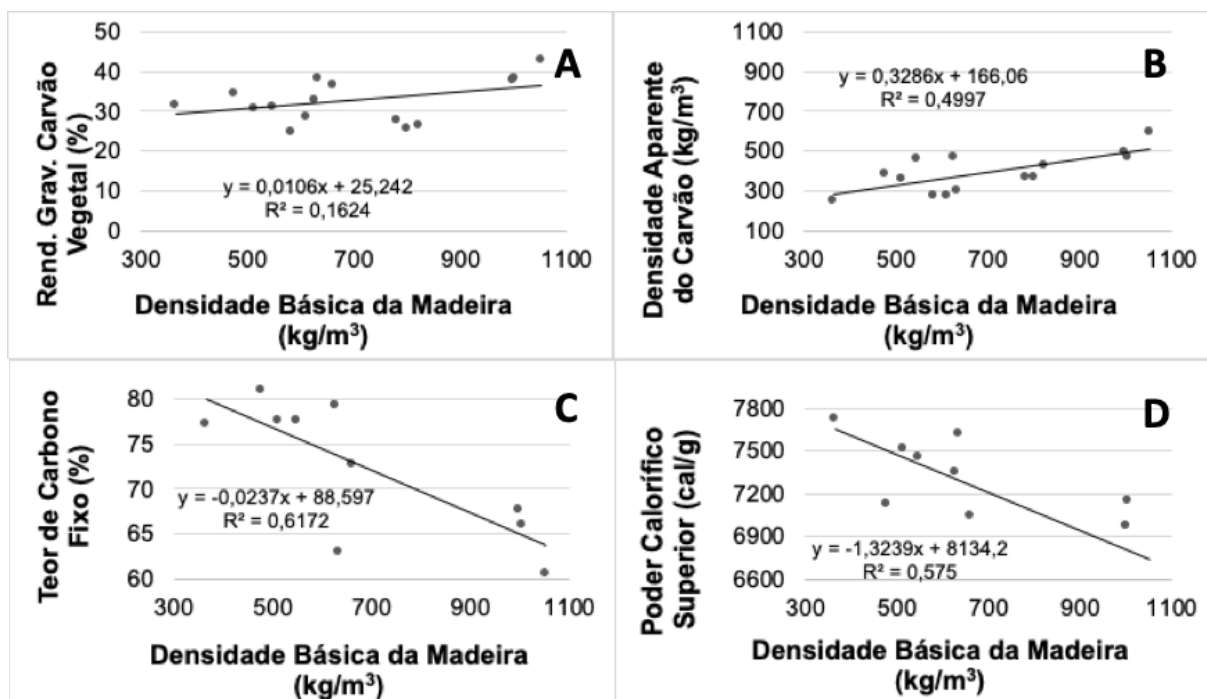 A
Rend. Grav. Carvão
Vegetal (%)
50
40
30
20
10
0
y = 0,0106x + 25,242
R² = 0,1624
300 500 700 900 1100
Densidade Básica da Madeira
(kg/m³)
B
Densidade Aparente
do Carvão (kg/m³)
1100
900
700
500
300
100
y = 0,3286x + 166,06
R² = 0,4997
300 500 700 900 1100
Densidade Básica da Madeira
(kg/m³)
C
Teor de Carbono
Fixo (%)
80
75
70
65
60
y = -0,0237x + 88,597
R² = 0,6172
300 500 700 900 1100
Densidade Básica da Madeira
(kg/m³)
D
Poder Calorífico
Superior (cal/g)
7800
7500
7200
6900
6600
y = -1,3239x + 8134,2
R² = 0,575
300 500 700 900 1100
Densidade Básica da Madeira
(kg/m³)